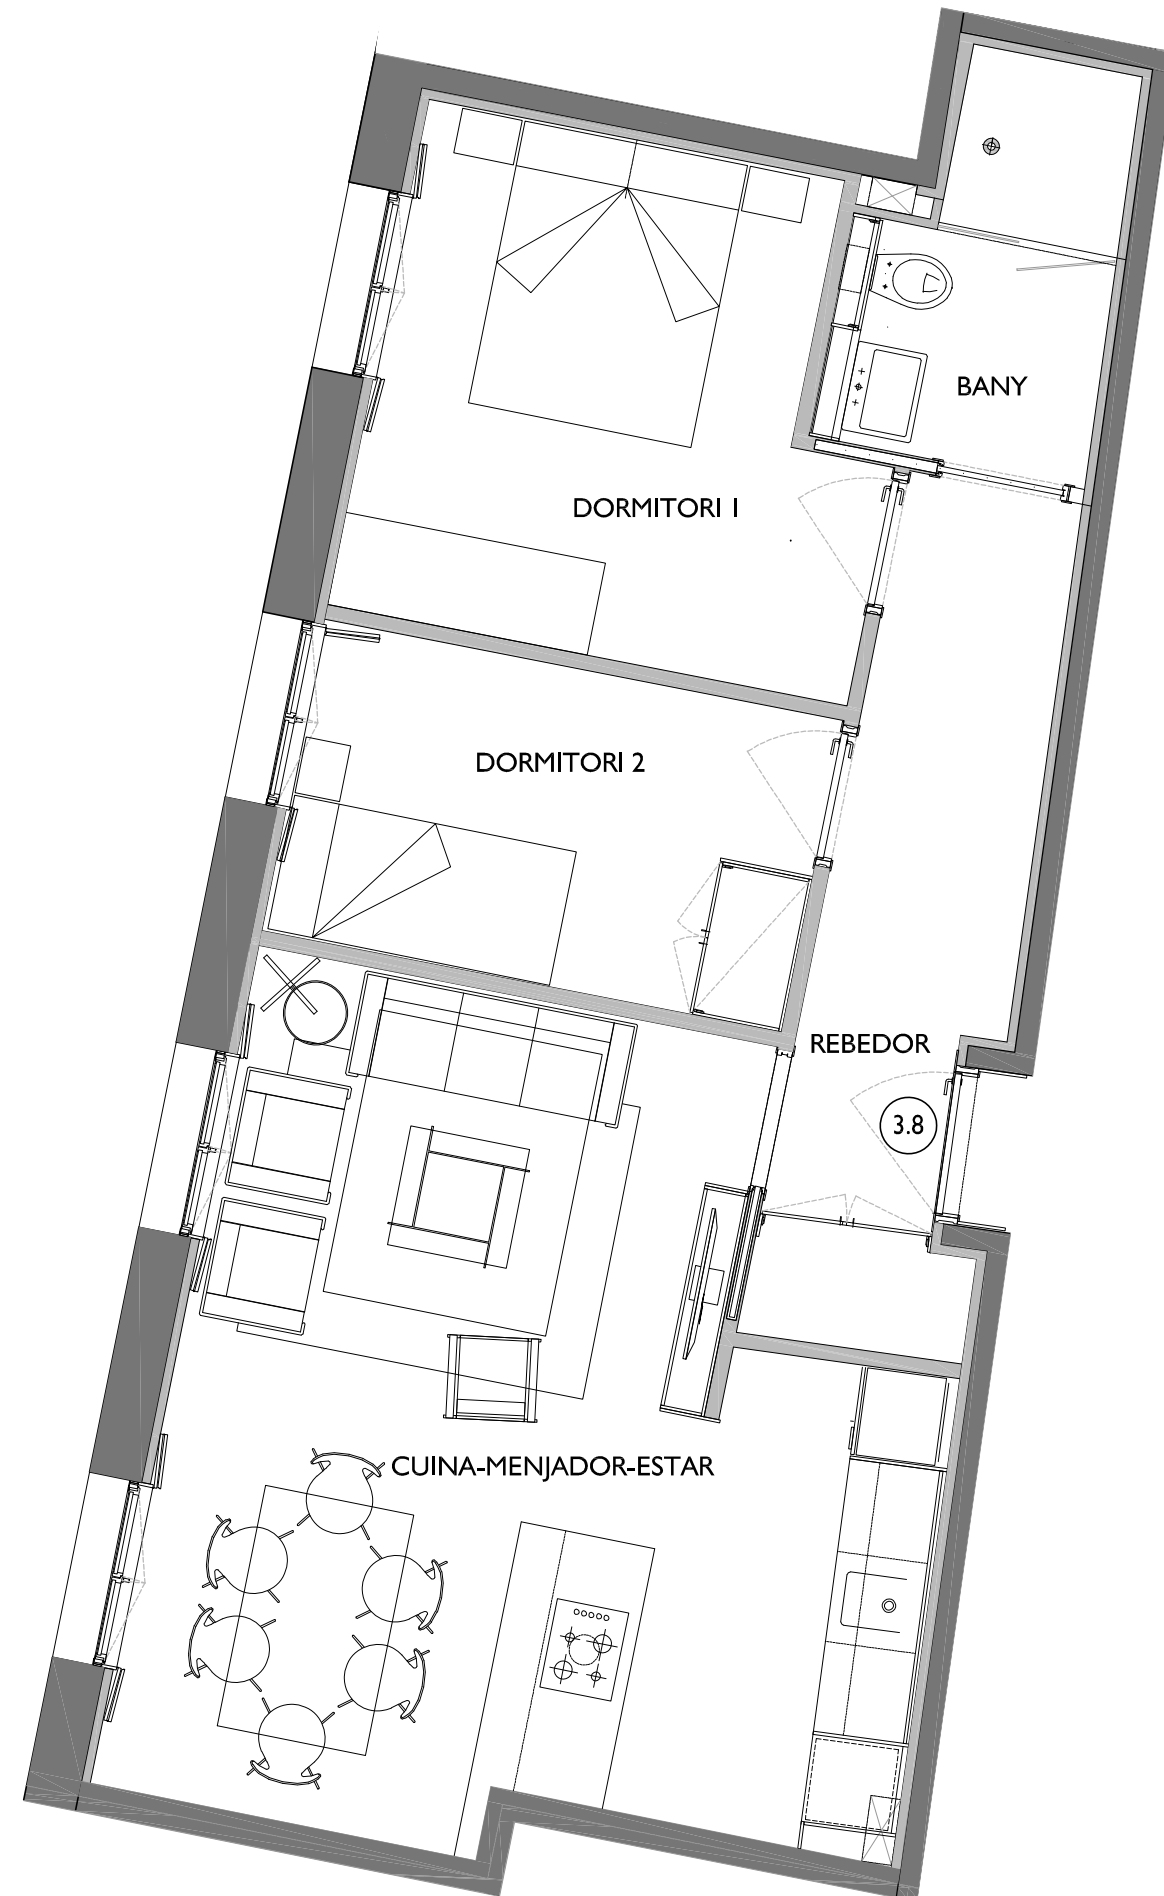 BANY
DORMITORI 1
DORMITORI 2
REBEDOR
3.8
CUINA-MENJADOR-ESTAR